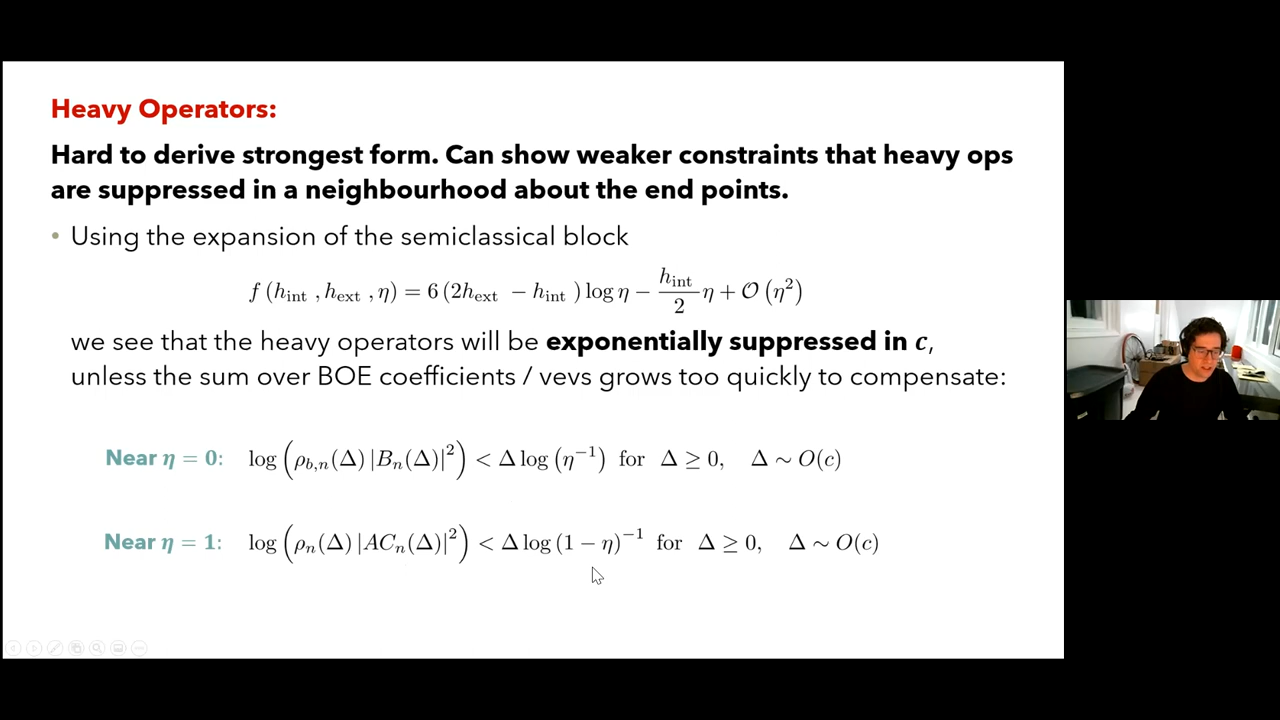 Heavy Operators:
Hard to derive strongest form. Can show weaker constraints that heavy ops
are suppressed in a neighbourhood about the end points.
• Using the expansion of the semiclassical block
f (h_int , h_ext , η) = 6 (2h_ext − h_int ) log η − h_int/2 η + 𝒪 (η²)
we see that the heavy operators will be exponentially suppressed in c,
unless the sum over BOE coefficients / vevs grows too quickly to compensate:
Near η = 0: log (ρ_{b,n}(Δ) |B_n(Δ)|²) < Δ log (η⁻¹) for Δ ≥ 0, Δ ∼ O(c)
Near η = 1: log (ρ_n(Δ) |AC_n(Δ)|²) < Δ log (1 − η)⁻¹ for Δ ≥ 0, Δ ∼ O(c)